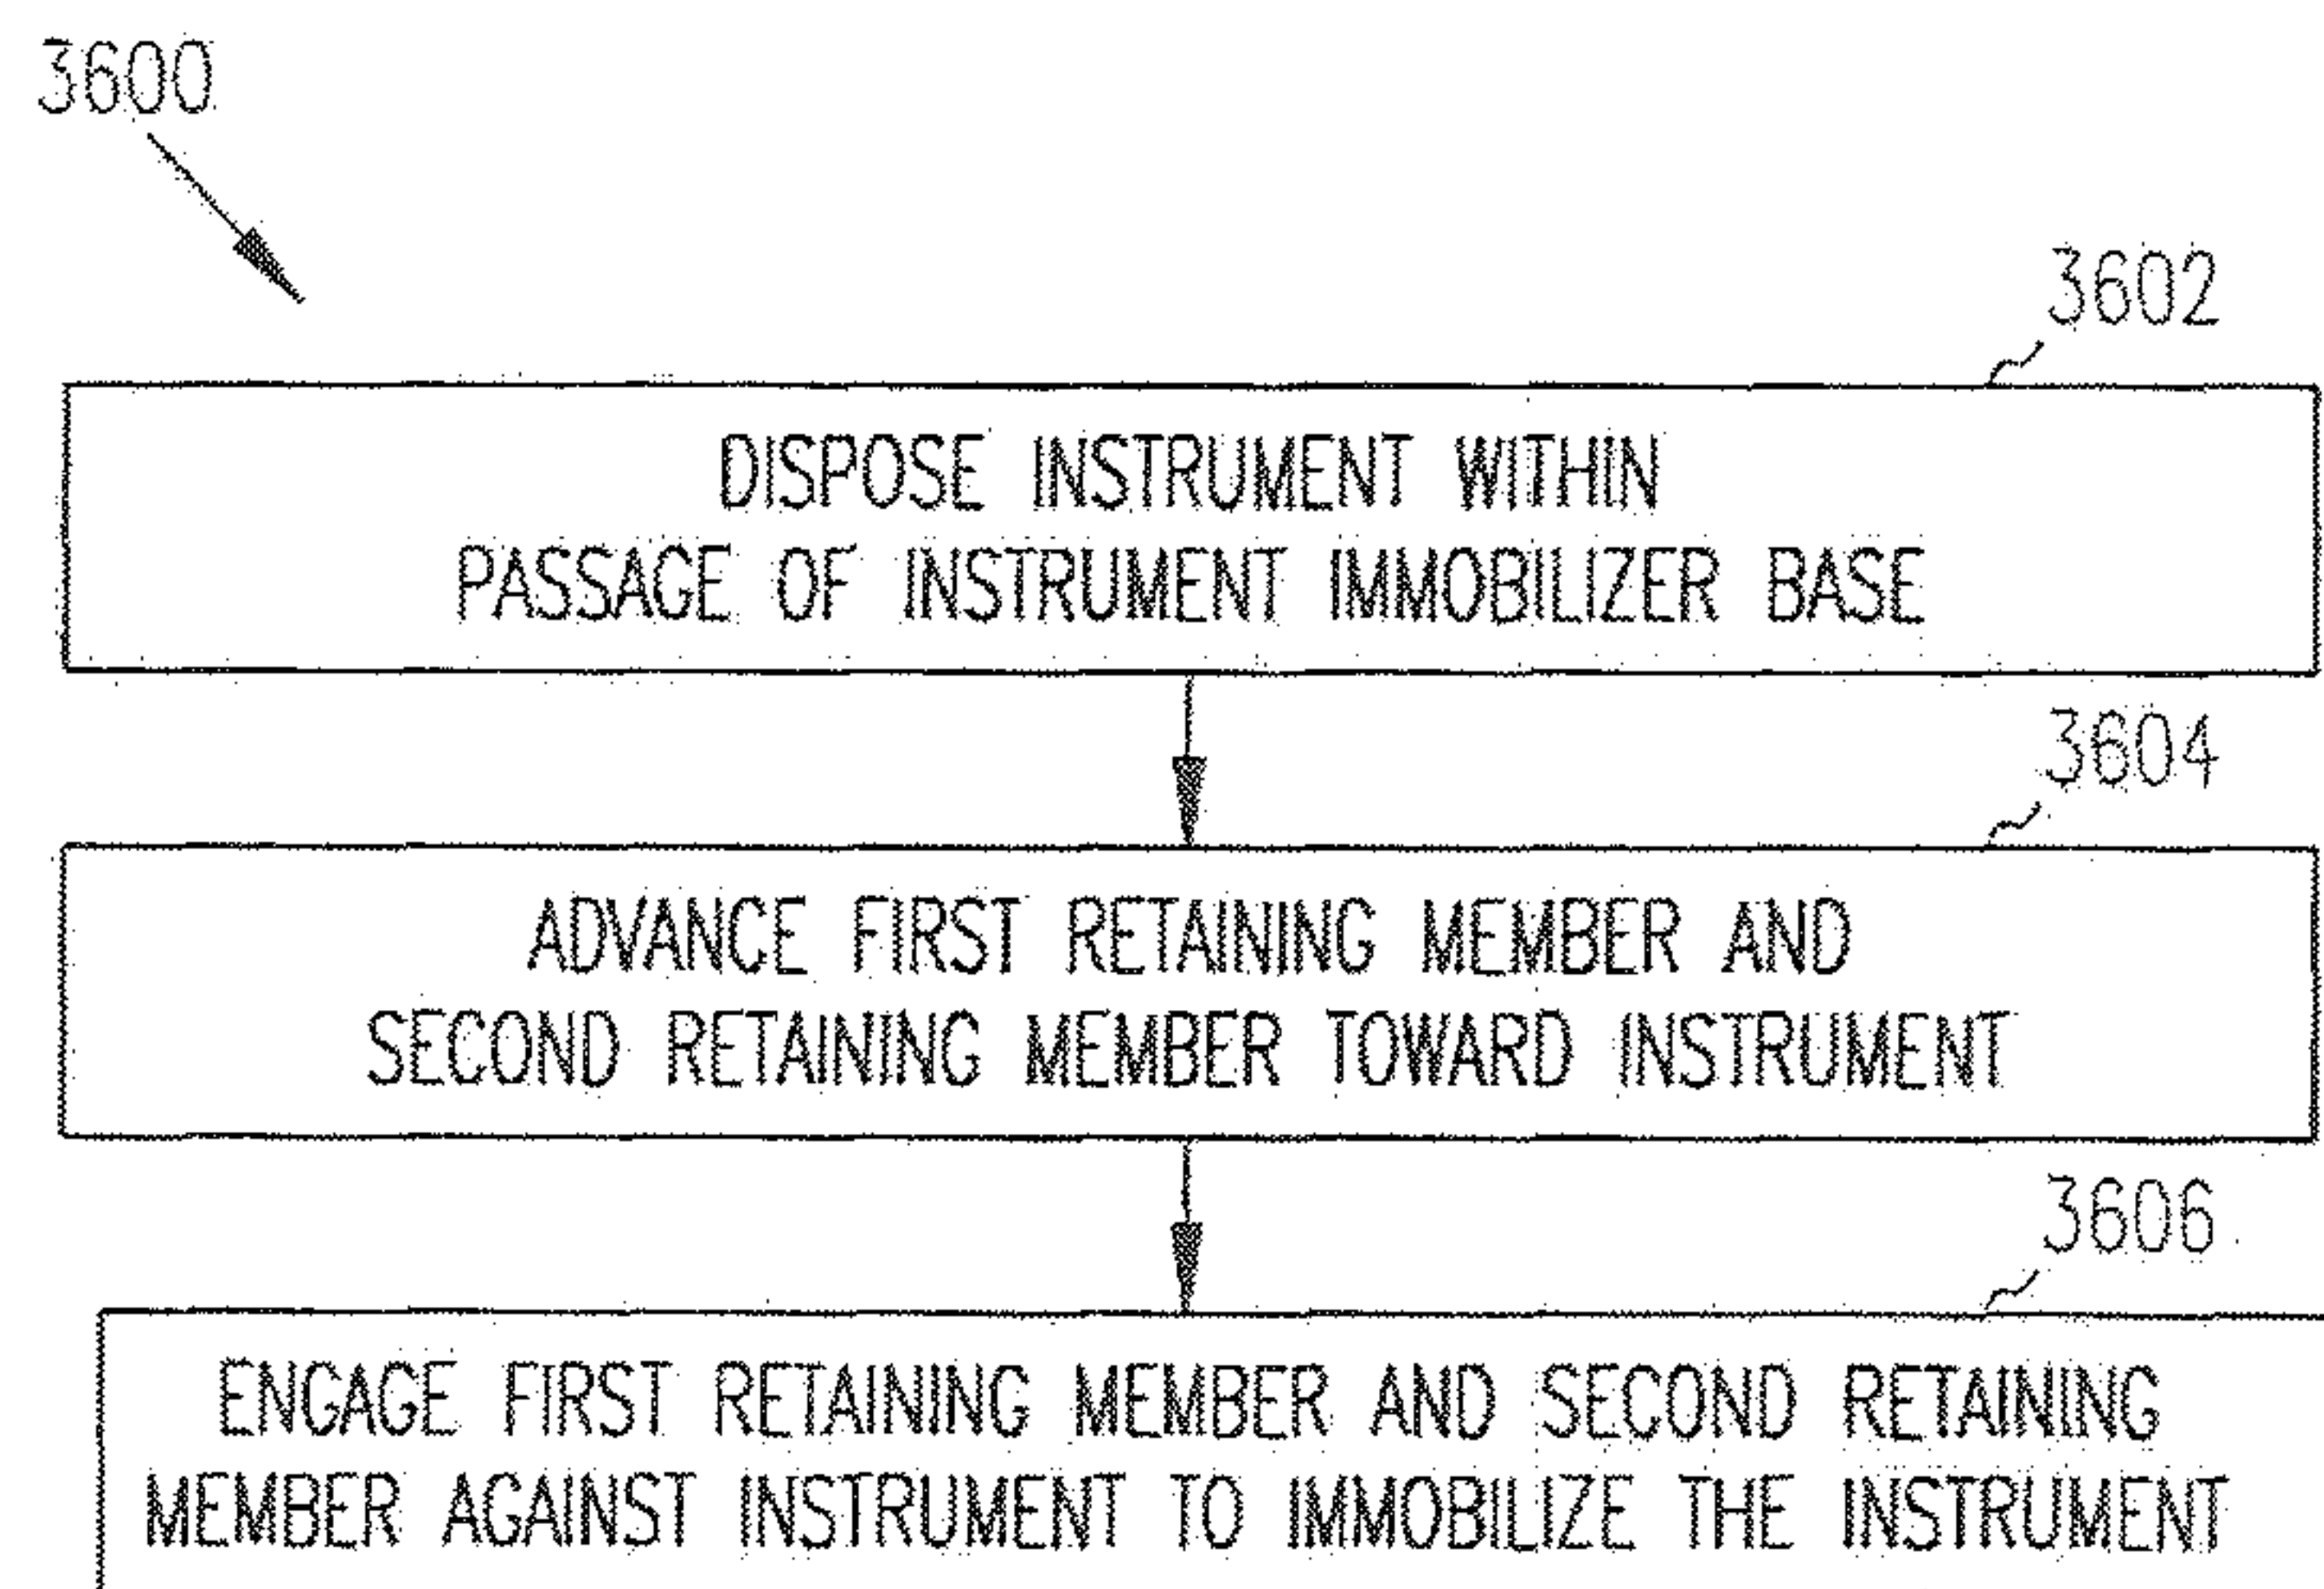 3600
3602
DISPOSE INSTRUMENT WITHIN
PASSAGE OF INSTRUMENT IMMOBILIZER BASE
3604
ADVANCE FIRST RETAINING MEMBER AND
SECOND RETAINING MEMBER TOWARD INSTRUMENT
3606
ENGAGE FIRST RETAINING MEMBER AND SECOND RETAINING
MEMBER AGAINST INSTRUMENT TO IMMOBILIZE THE INSTRUMENT